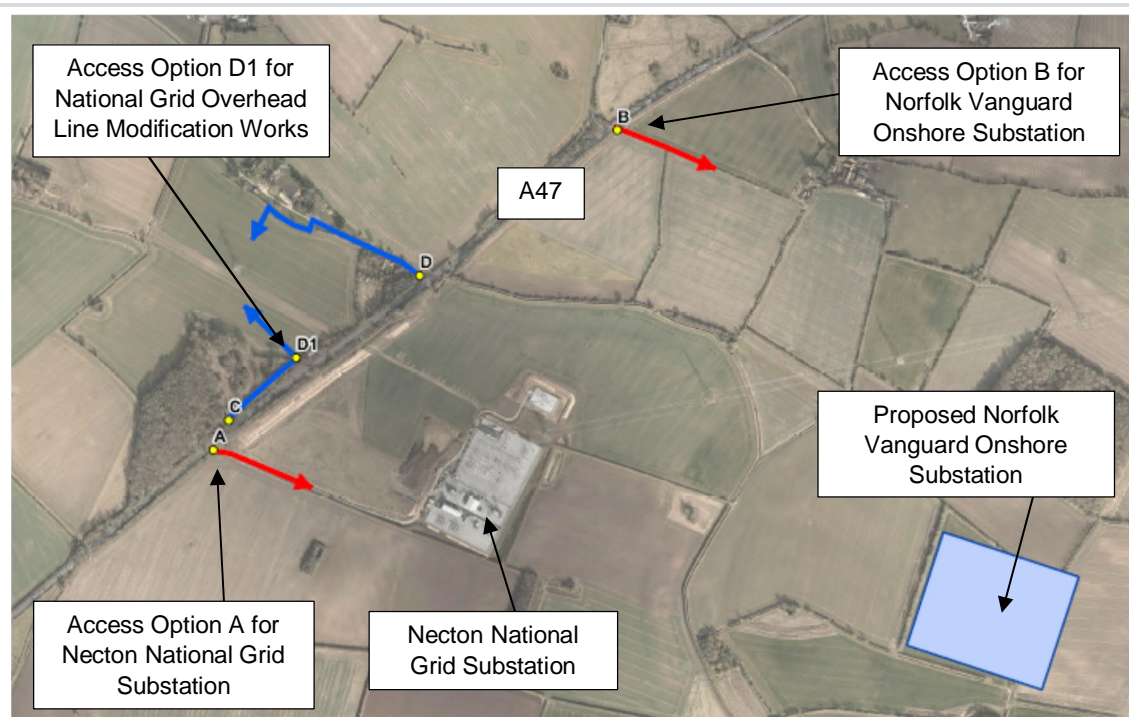 Access Option D1 for
National Grid Overhead
Line Modification Works
Access Option B for
Norfolk Vanguard
Onshore Substation
B
A47
D
D1
C
A
Proposed Norfolk
Vanguard Onshore
Substation
Access Option A for
Necton National Grid
Substation
Necton National
Grid Substation